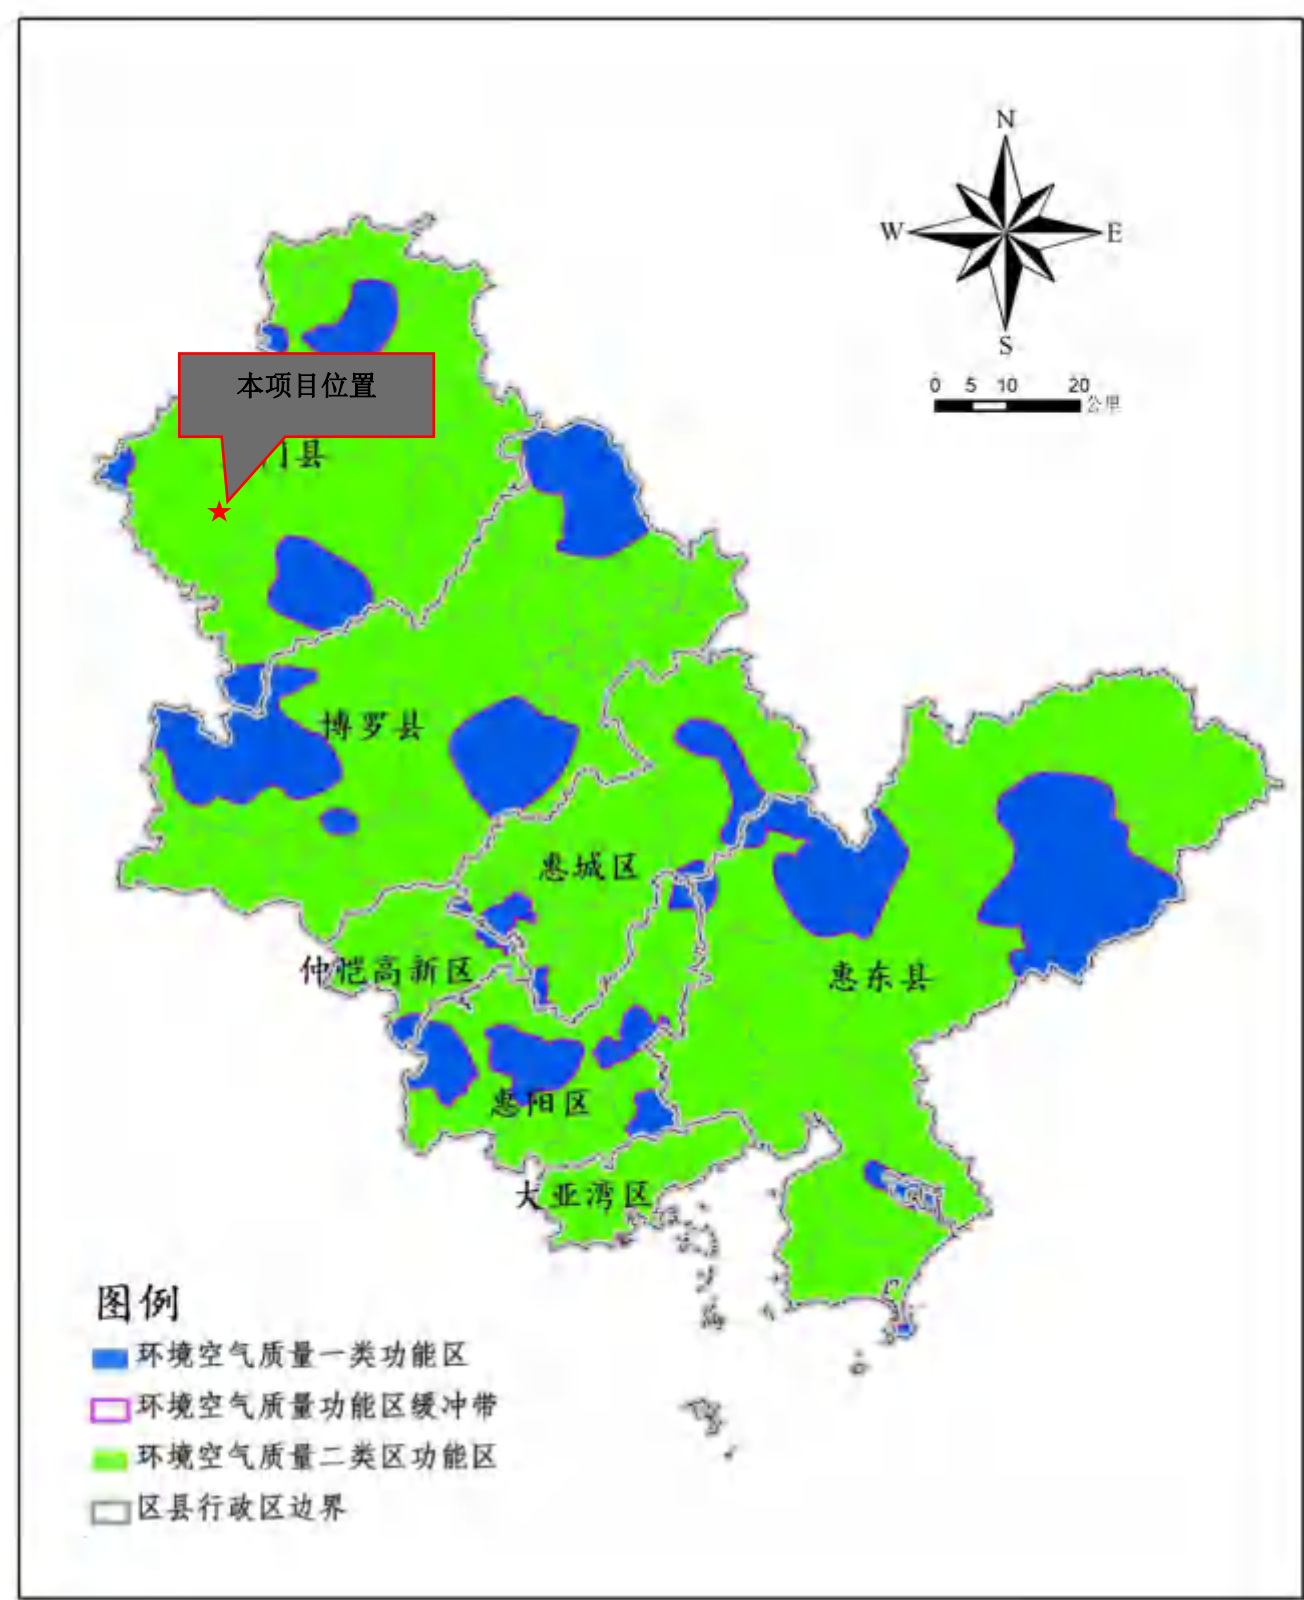 N
W
E
S
0 5 10 20
公里
本项目位置
门县
博罗县
惠城区
仲恺高新区
惠东县
惠阳区
大亚湾区
图例
环境空气质量一类功能区
环境空气质量功能区缓冲带
环境空气质量二类区功能区
区县行政区边界